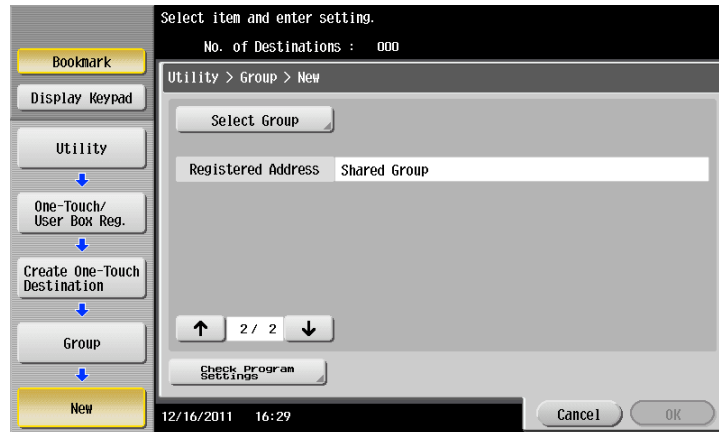 Select item and enter setting.
No. of Destinations : 000
Bookmark
Display Keypad
Utility
One-Touch/
User Box Reg.
Create One-Touch
Destination
Group
New
Utility > Group > New
Select Group
Registered Address Shared Group
↑ 2/ 2 ↓
Check Program
Settings
12/16/2011 16:29
Cancel
OK